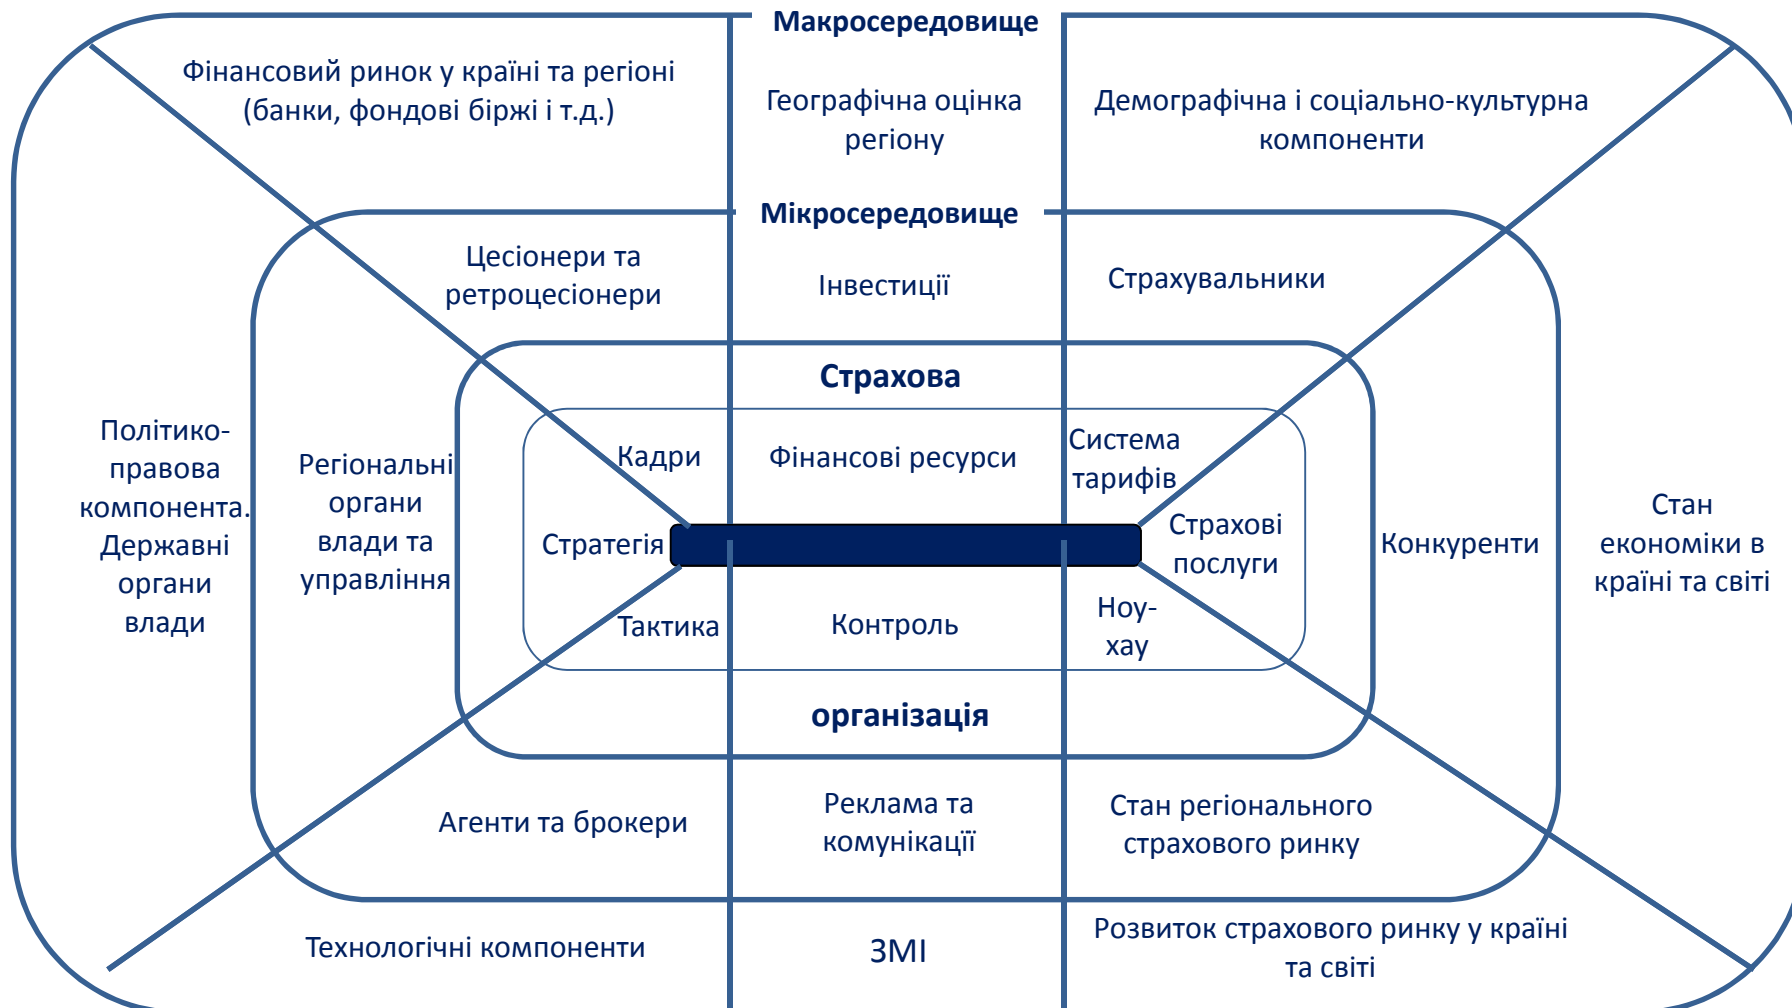 Макросередовище
Фінансовий ринок у країні та регіоні
(банки, фондові біржі і т.д.)
Географічна оцінка
регіону
Демографічна і соціально-культурна
компоненти
Мікросередовище
Цесіонери та
ретроцесіонери
Інвестиції
Страхувальники
Страхова
Політико-
правова
компонента.
Державні
органи
влади
Регіональні
органи
влади та
управління
Кадри
Фінансові ресурси
Система
тарифів
Стратегія
Страхові
послуги
Конкуренти
Стан
економіки в
країні та світі
Тактика
Контроль
Ноу-
хау
організація
Агенти та брокери
Реклама та
комунікації
Стан регіонального
страхового ринку
Технологічні компоненти
ЗМІ
Розвиток страхового ринку у країні
та світі